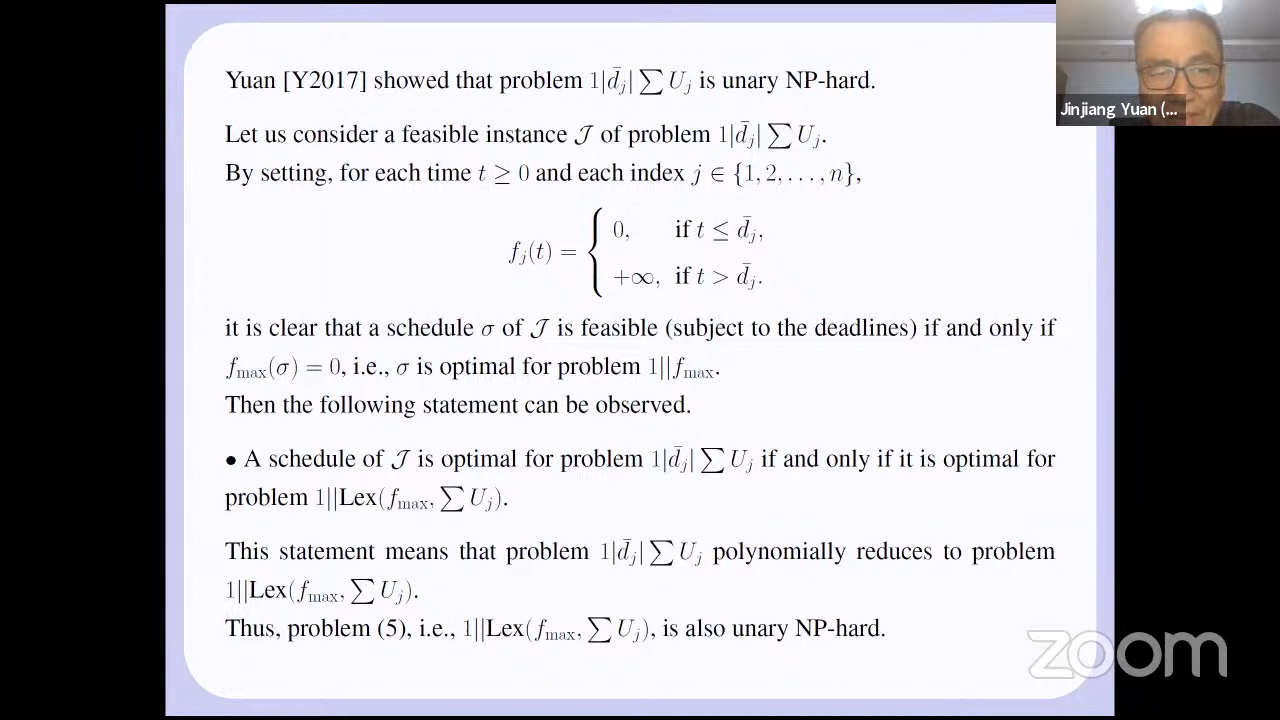 Yuan [Y2017] showed that problem 1|d̄ⱼ| ∑ Uⱼ is unary NP-hard.
Let us consider a feasible instance 𝒥 of problem 1|d̄ⱼ| ∑ Uⱼ.
By setting, for each time t ≥ 0 and each index j ∈ {1, 2, . . . , n},
fⱼ(t) = { 0, if t ≤ d̄ⱼ,
+∞, if t > d̄ⱼ.
it is clear that a schedule σ of 𝒥 is feasible (subject to the deadlines) if and only if
f_max(σ) = 0, i.e., σ is optimal for problem 1||f_max.
Then the following statement can be observed.
• A schedule of 𝒥 is optimal for problem 1|d̄ⱼ| ∑ Uⱼ if and only if it is optimal for
problem 1||Lex(f_max, ∑ Uⱼ).
This statement means that problem 1|d̄ⱼ| ∑ Uⱼ polynomially reduces to problem
1||Lex(f_max, ∑ Uⱼ).
Thus, problem (5), i.e., 1||Lex(f_max, ∑ Uⱼ), is also unary NP-hard.
Jinjiang Yuan (...
zoom